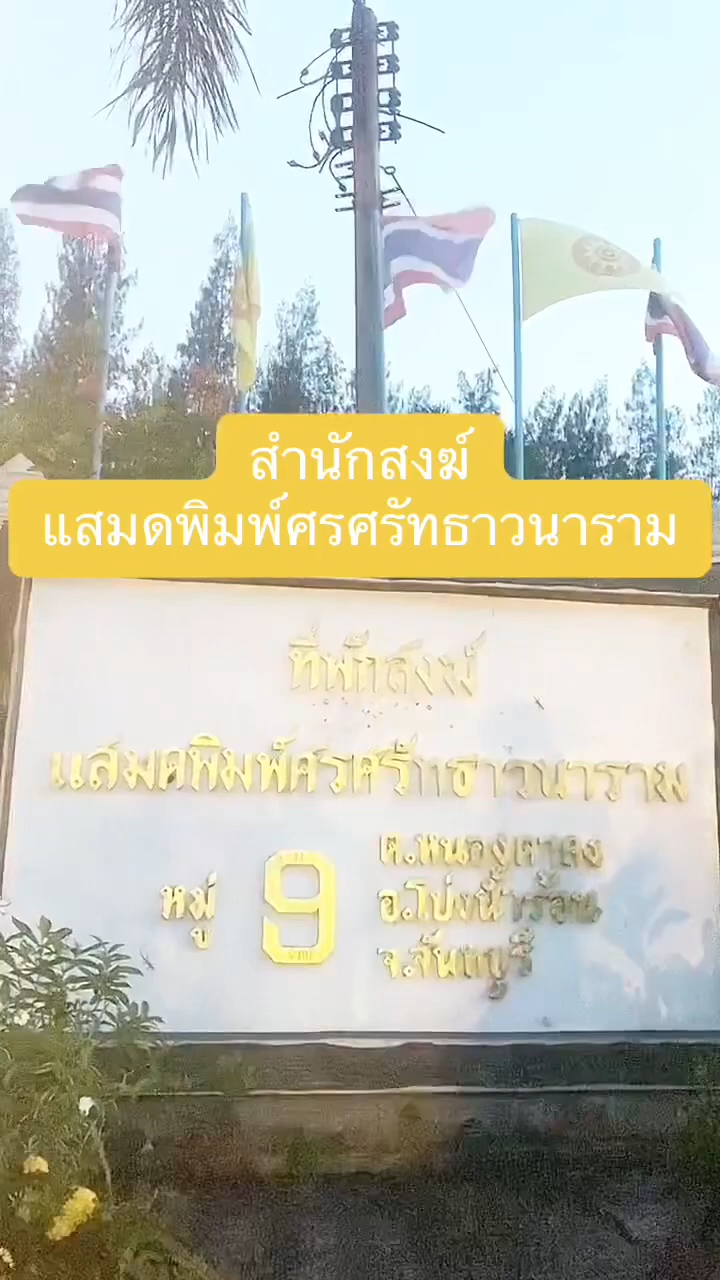 สำนักสงฆ์
แสมดพิมพ์ศรศรัทธาวนาราม
ที่พักสงฆ์
แสมดพิมพ์ศรศรัทธาวนาราม
หมู่ 9
ต.หนองตาคง
อ.โป่งน้ำร้อน
จ.จันทบุรี